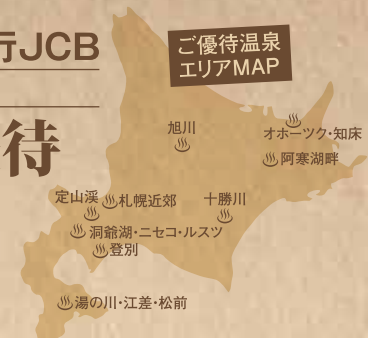 行JCB
ご優待温泉
エリアMAP
待
旭川
オホーツク・知床
阿寒湖畔
定山渓
札幌近郊
十勝川
洞爺湖・ニセコ・ルスツ
登別
湯の川・江差・松前